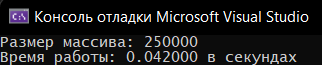 Консоль отладки Microsoft Visual Studio
Размер массива: 250000
Время работы: 0.042000 в секундах